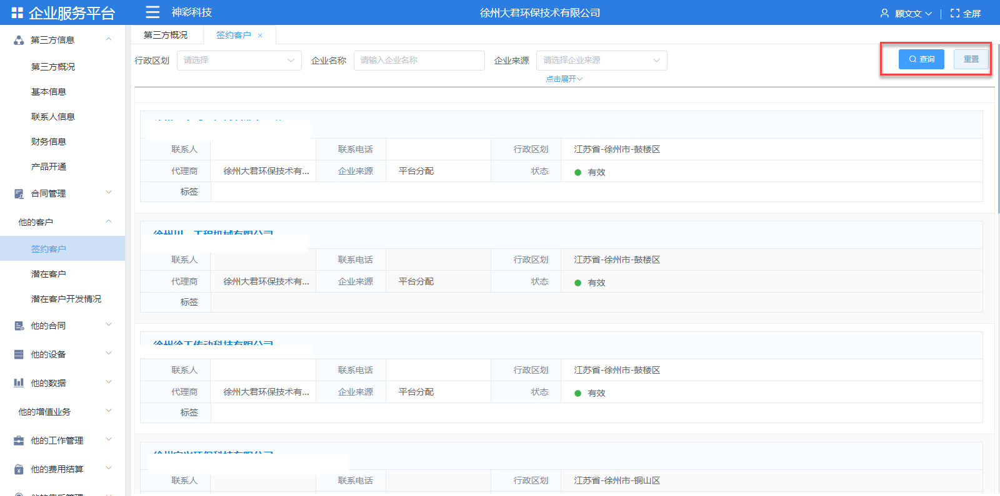 企业服务平台
神彩科技
徐州大君环保技术有限公司
顾文文
全屏
第三方信息
第三方概况
基本信息
联系人信息
财务信息
产品开通
合同管理
他的客户
签约客户
潜在客户
潜在客户开发情况
他的合同
他的设备
他的数据
他的增值业务
他的工作管理
他的费用结算
第三方概况
签约客户 ×
行政区划 请选择
企业名称 请输入企业名称
企业来源 请选择企业来源
查询
重置
点击展开
联系人 联系电话 行政区划 江苏省-徐州市-鼓楼区
代理商 徐州大君环保技术有... 企业来源 平台分配 状态 有效
标签
联系人 联系电话 行政区划 江苏省-徐州市-鼓楼区
代理商 徐州大君环保技术有... 企业来源 平台分配 状态 有效
标签
徐州徐工传动科技有限公司
联系人 联系电话 行政区划 江苏省-徐州市-鼓楼区
代理商 徐州大君环保技术有... 企业来源 平台分配 状态 有效
标签
联系人 联系电话 行政区划 江苏省-徐州市-铜山区